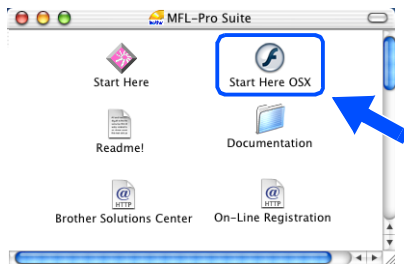 MFL-Pro Suite
Start Here
Start Here OSX
Readme!
Documentation
@
HTTP
@
HTTP
Brother Solutions Center
On-Line Registration